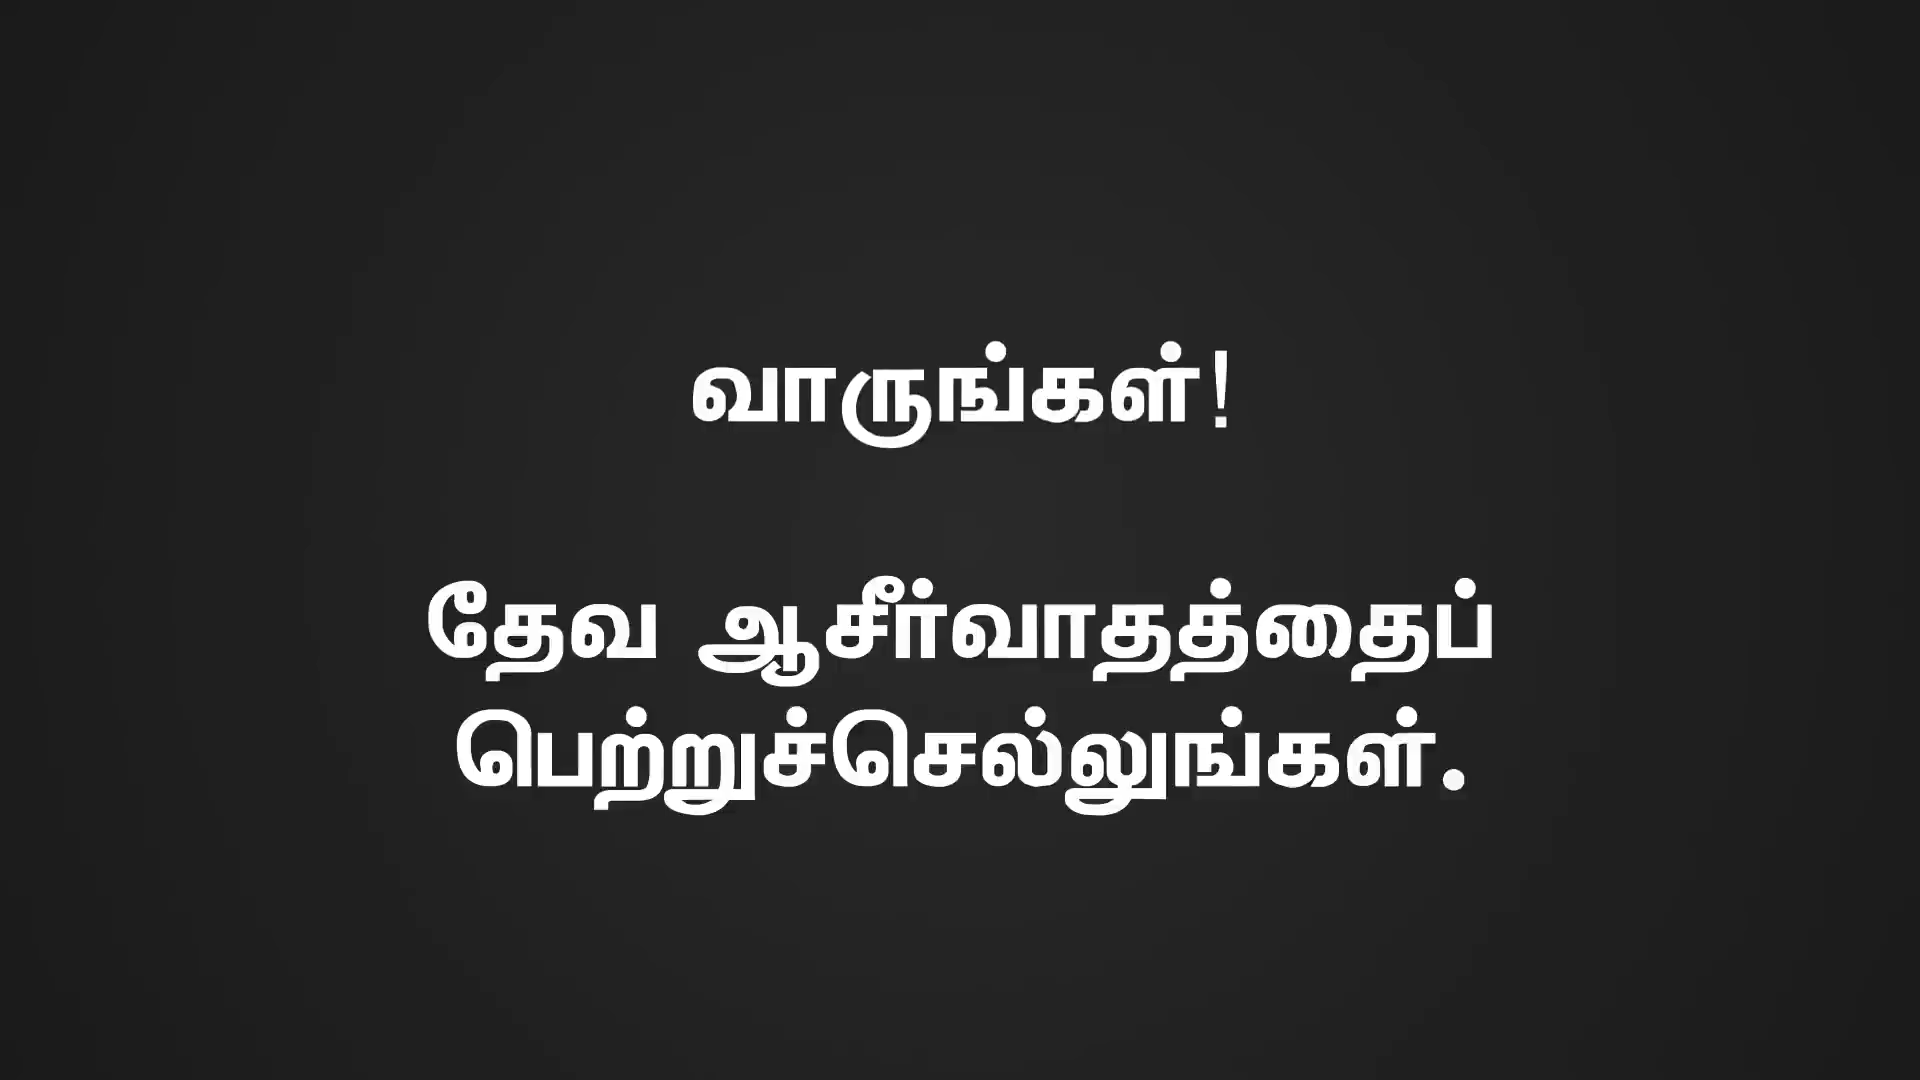 வாருங்கள்!
தேவ ஆசீர்வாதத்தைப்
பெற்றுச்செல்லுங்கள்.